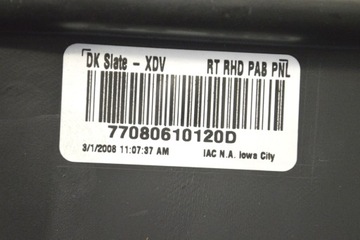 DK Slate - XDV RT RHD PAB PNL
77080610120D
3/1/2008 11:07:37 AM IAC N.A. Iowa City